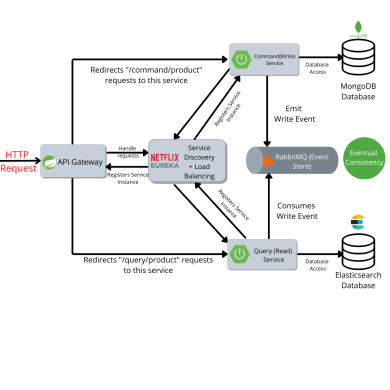 mongoDB
Command(Write)
Service
Database
Access
MongoDB
Database
Redirects "/command/product"
requests to this service
Registers Service
Instance
Emit
Write Event
HTTP
Request
API Gateway
Handle
requests
Registers Service
Instance
NETFLIX
EUREKA
Service
Discovery
+ Load
Balancing
RabbitMQ (Event
Store)
Eventual
Consistency
Registers Service
Instance
Consumes
Write Event
Redirects "/query/product" requests
to this service
Query (Read)
Service
Database
Access
Elasticsearch
Database